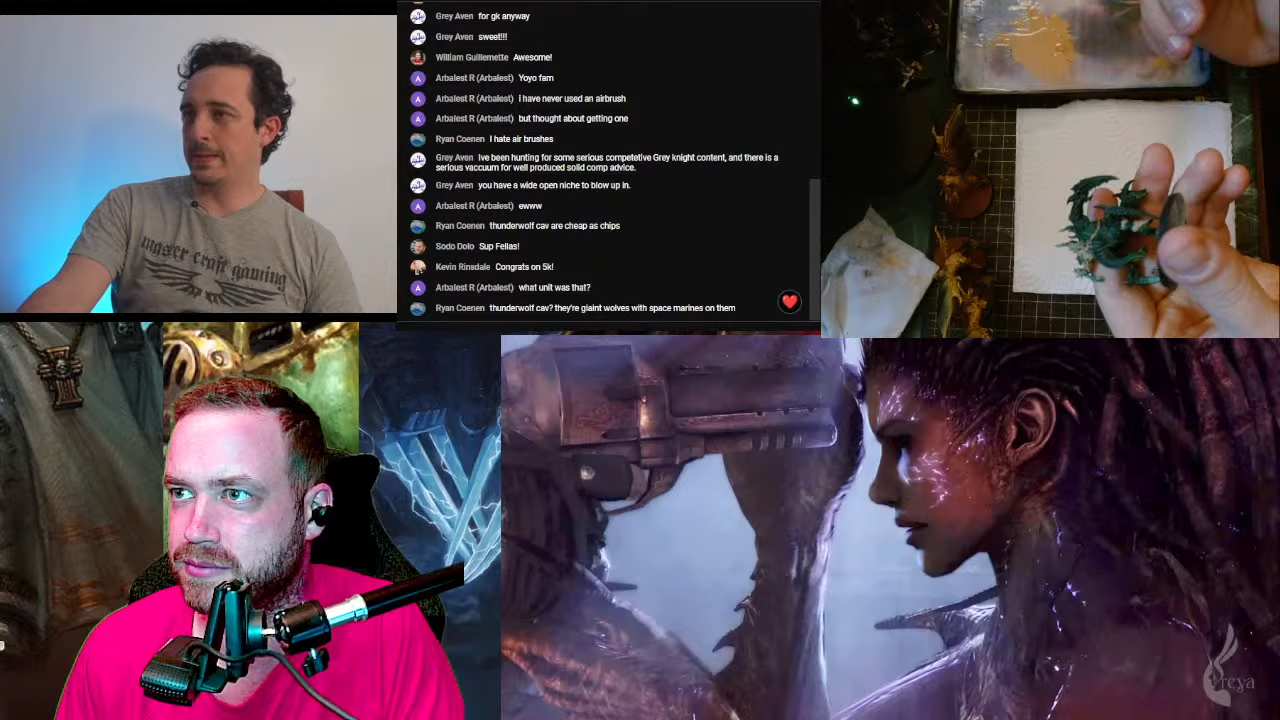 Grey Aven for gk anyway
Grey Aven sweet!!!
William Guillemette Awesome!
A Arbalest R (Arbalest) Yoyo fam
A Arbalest R (Arbalest) i have never used an airbrush
A Arbalest R (Arbalest) but thought about getting one
Ryan Coenen I hate air brushes
Grey Aven Ive been hunting for some serious competetive Grey knight content, and there is a
serious vacuum for well produced solid comp advice.
Grey Aven you have a wide open niche to blow up in.
A Arbalest R (Arbalest) ewww
Ryan Coenen thunderwolf cav are cheap as chips
Sodo Dolo Sup Fellas!
Kevin Rinsdale Congrats on 5k!
A Arbalest R (Arbalest) what unit was that?
Ryan Coenen thunderwolf cav? they're giaint wolves with space marines on them
maser craft gaming